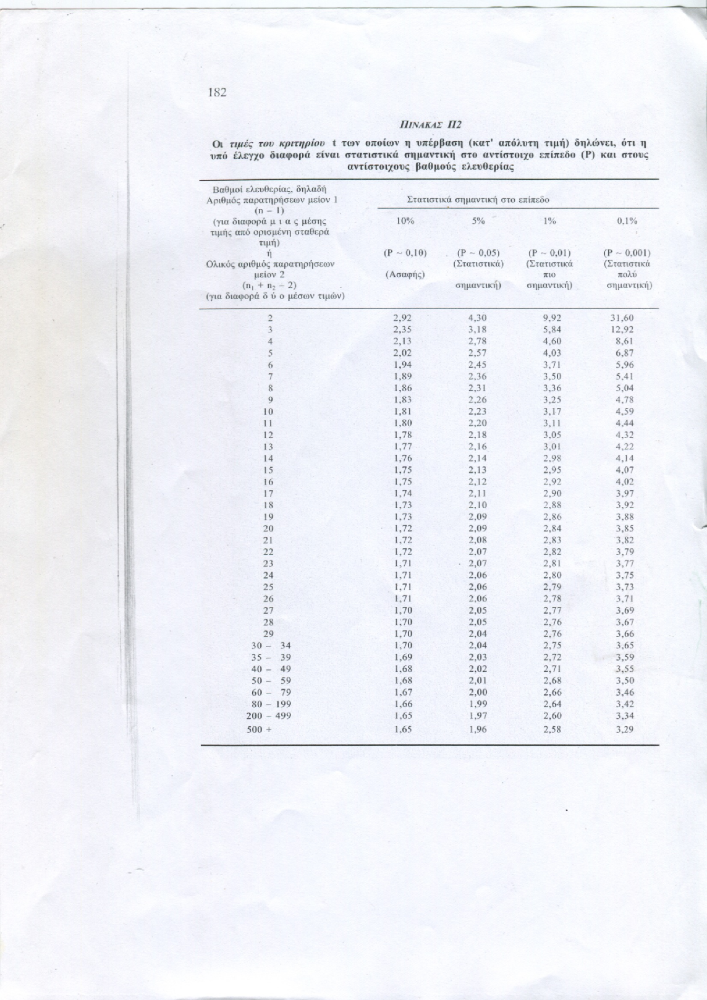 182
ΠΙΝΑΚΑΣ Π2
Οι τιμές του κριτηρίου t των οποίων η υπέρβαση (κατ' απόλυτη τιμή) δηλώνει, ότι η
υπό έλεγχο διαφορά είναι στατιστικά σημαντική στο αντίστοιχο επίπεδο (P) και στους
αντίστοιχους βαθμούς ελευθερίας
Βαθμοί ελευθερίας, δηλαδή
Αριθμός παρατηρήσεων μείον 1 Στατιστικά σημαντική στο επίπεδο
(n – 1)
(για διαφορά μ ι α ς μέσης 10% 5% 1% 0,1%
τιμής από ορισμένη σταθερά
τιμή)
ή (P ~ 0,10) (P ~ 0,05) (P ~ 0,01) (P ~ 0,001)
Ολικός αριθμός παρατηρήσεων (Στατιστικά) (Στατιστικά (Στατιστικά
μείον 2 (Ασαφής) πιο πολύ
(n₁ + n₂ – 2) σημαντική) σημαντική) σημαντική)
(για διαφορά δ ύ ο μέσων τιμών)
2 2,92 4,30 9,92 31,60
3 2,35 3,18 5,84 12,92
4 2,13 2,78 4,60 8,61
5 2,02 2,57 4,03 6,87
6 1,94 2,45 3,71 5,96
7 1,89 2,36 3,50 5,41
8 1,86 2,31 3,36 5,04
9 1,83 2,26 3,25 4,78
10 1,81 2,23 3,17 4,59
11 1,80 2,20 3,11 4,44
12 1,78 2,18 3,05 4,32
13 1,77 2,16 3,01 4,22
14 1,76 2,14 2,98 4,14
15 1,75 2,13 2,95 4,07
16 1,75 2,12 2,92 4,02
17 1,74 2,11 2,90 3,97
18 1,73 2,10 2,88 3,92
19 1,73 2,09 2,86 3,88
20 1,72 2,09 2,84 3,85
21 1,72 2,08 2,83 3,82
22 1,72 2,07 2,82 3,79
23 1,71 2,07 2,81 3,77
24 1,71 2,06 2,80 3,75
25 1,71 2,06 2,79 3,73
26 1,71 2,06 2,78 3,71
27 1,70 2,05 2,77 3,69
28 1,70 2,05 2,76 3,67
29 1,70 2,04 2,76 3,66
30 – 34 1,70 2,04 2,75 3,65
35 – 39 1,69 2,03 2,72 3,59
40 – 49 1,68 2,02 2,71 3,55
50 – 59 1,68 2,01 2,68 3,50
60 – 79 1,67 2,00 2,66 3,46
80 – 199 1,66 1,99 2,64 3,42
200 – 499 1,65 1,97 2,60 3,34
500 + 1,65 1,96 2,58 3,29